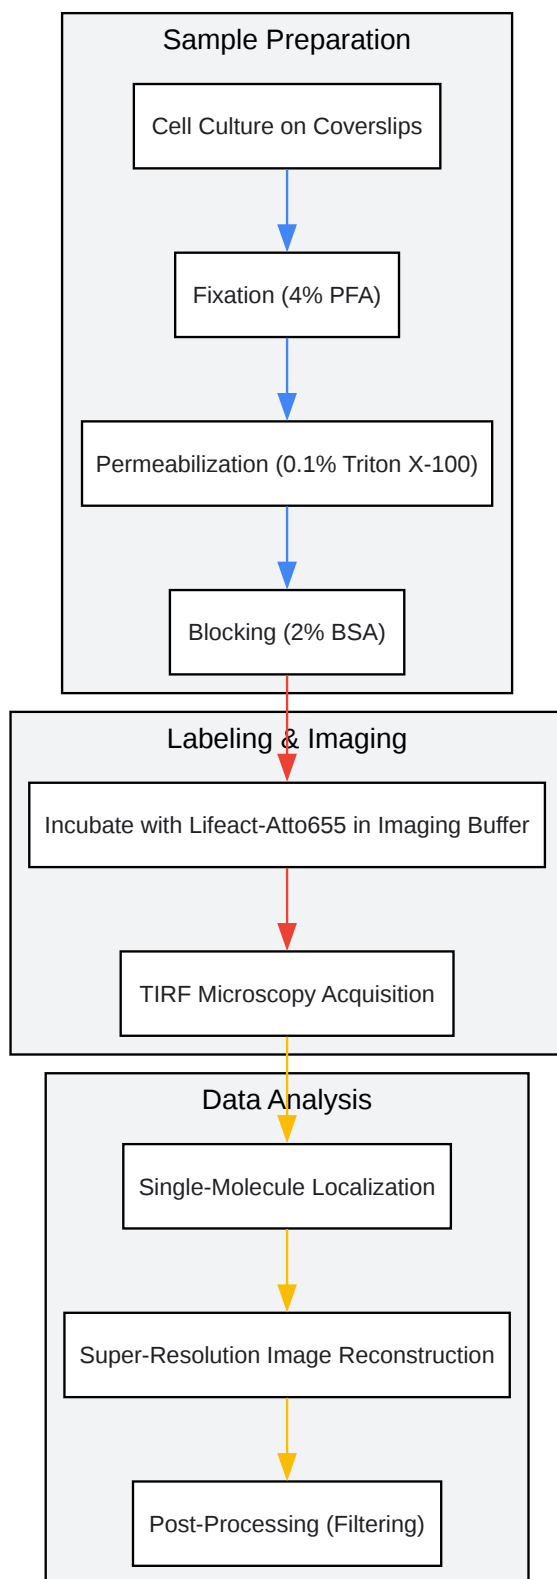 Sample Preparation
Cell Culture on Coverslips
Fixation (4% PFA)
Permeabilization (0.1% Triton X-100)
Blocking (2% BSA)
Labeling & Imaging
Incubate with Lifeact-Atto655 in Imaging Buffer
TIRF Microscopy Acquisition
Data Analysis
Single-Molecule Localization
Super-Resolution Image Reconstruction
Post-Processing (Filtering)